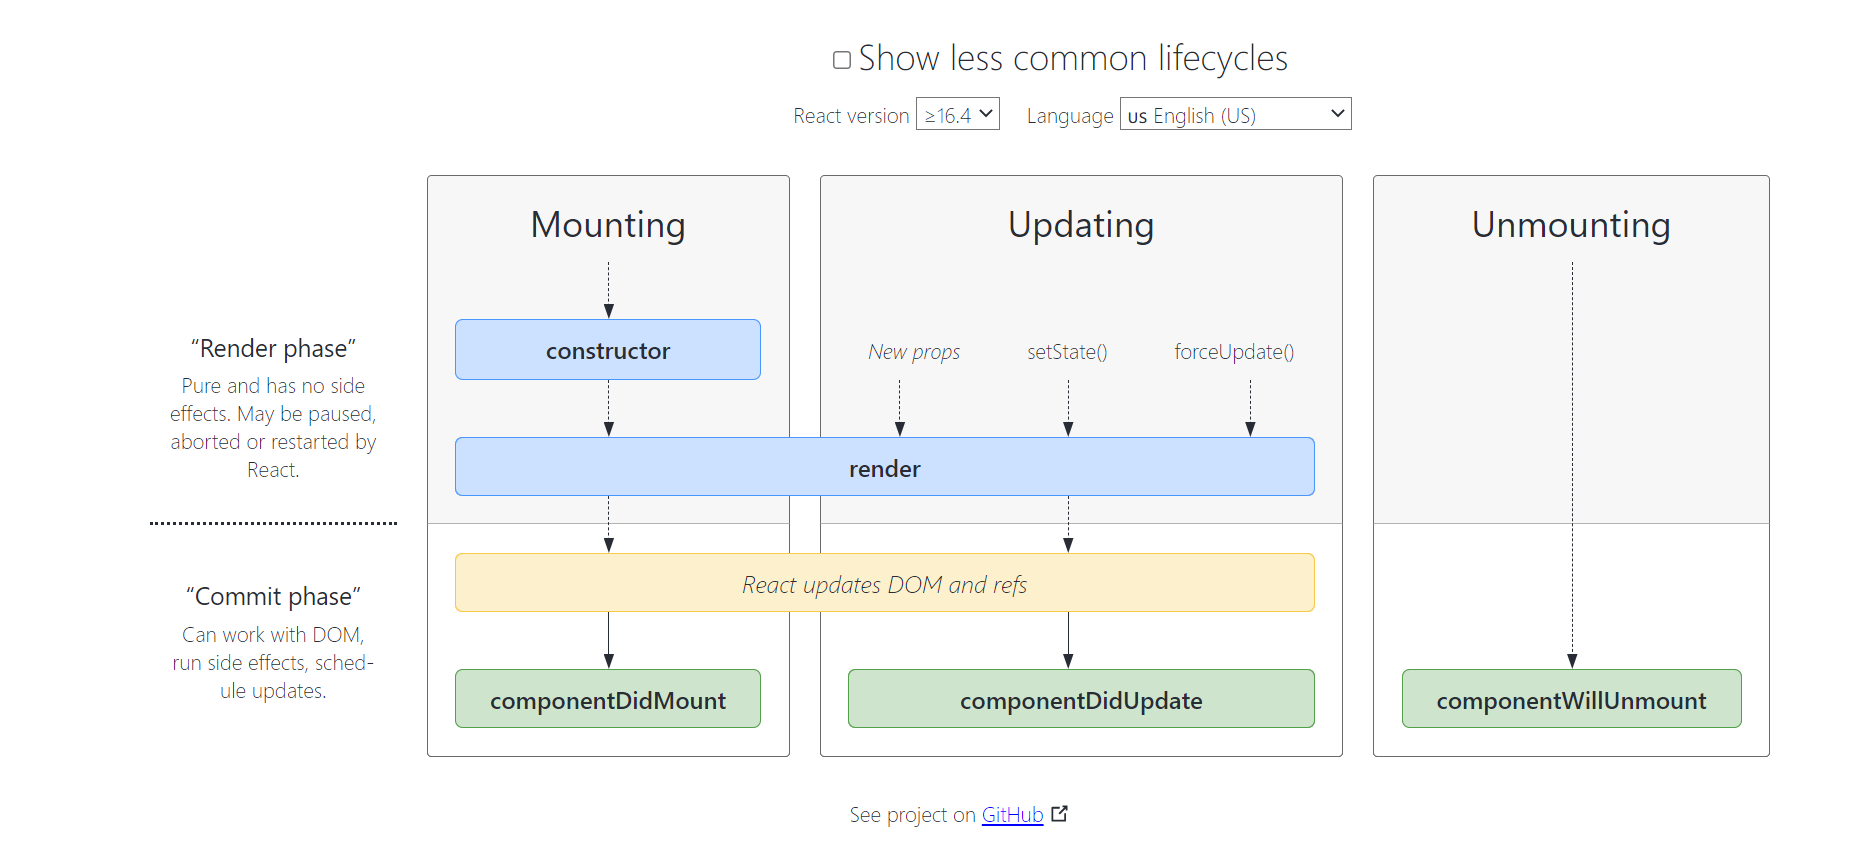 Show less common lifecycles
React version ≥16.4 Language us English (US)
Mounting
Updating
Unmounting
“Render phase”
Pure and has no side
effects. May be paused,
aborted or restarted by
React.
constructor
New props
setState()
forceUpdate()
render
“Commit phase”
Can work with DOM,
run side effects, sched-
ule updates.
React updates DOM and refs
componentDidMount
componentDidUpdate
componentWillUnmount
See project on GitHub